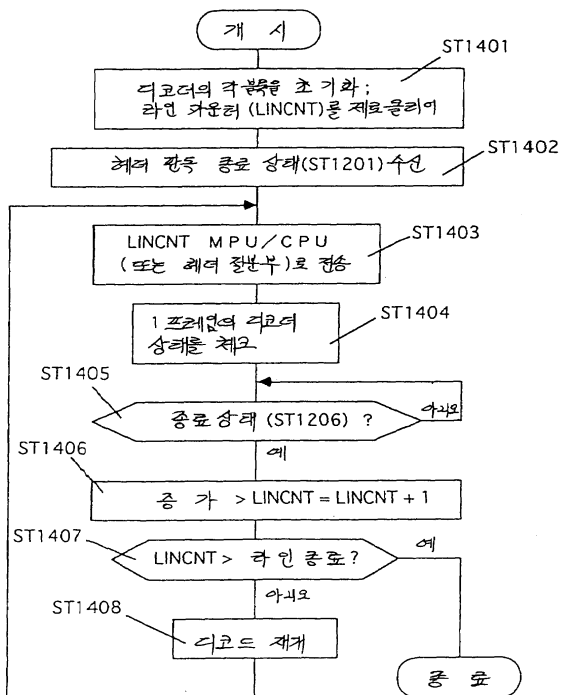 개 시
ST1401
디코더의 각 블록을 초기화;
라인 카운터 (LINCNT)를 제로클리어
ST1402
헤더 판독 종료 상태(ST1201) 수신
ST1403
LINCNT MPU/CPU
(또는 헤더 절분부)로 전송
ST1404
1 프레임의 디코더
상태를 체크
ST1405
종료상태 (ST1206) ?
아니오
예
ST1406
증 가 > LINCNT = LINCNT + 1
ST1407
LINCNT > 라인 종료?
예
아니오
ST1408
디코드 재개
종 료